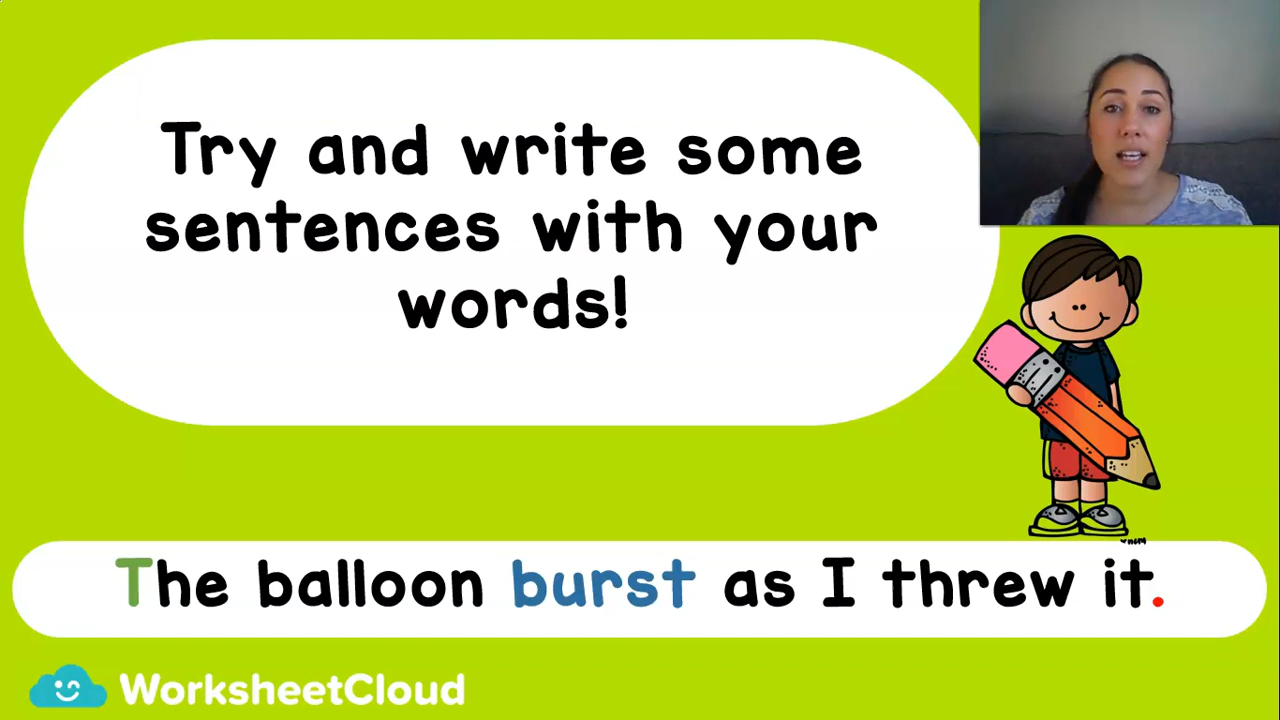 Try and write some
sentences with your
words!
The balloon burst as I threw it.
WorksheetCloud